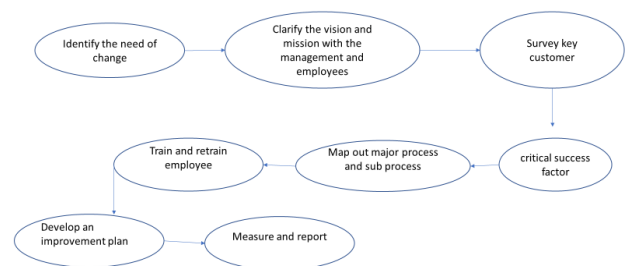 Identify the need of
change
Clarify the vision and
mission with the
management and
employees
Survey key
customer
critical success
factor
Map out major process
and sub process
Train and retrain
employee
Develop an
improvement plan
Measure and report